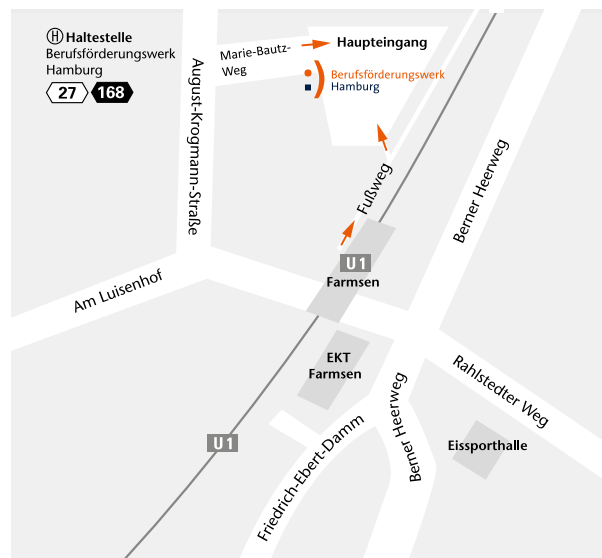 H Haltestelle
Berufsförderungswerk
Hamburg
27 168
Marie-Bautz-
Weg
Haupteingang
Berufsförderungswerk
Hamburg
August-Krogmann-Straße
Fußweg
Berner Heerweg
U1
Farmsen
Am Luisenhof
EKT
Farmsen
Rahlstedter Weg
Berner Heerweg
Eissporthalle
U1
Friedrich-Ebert-Damm